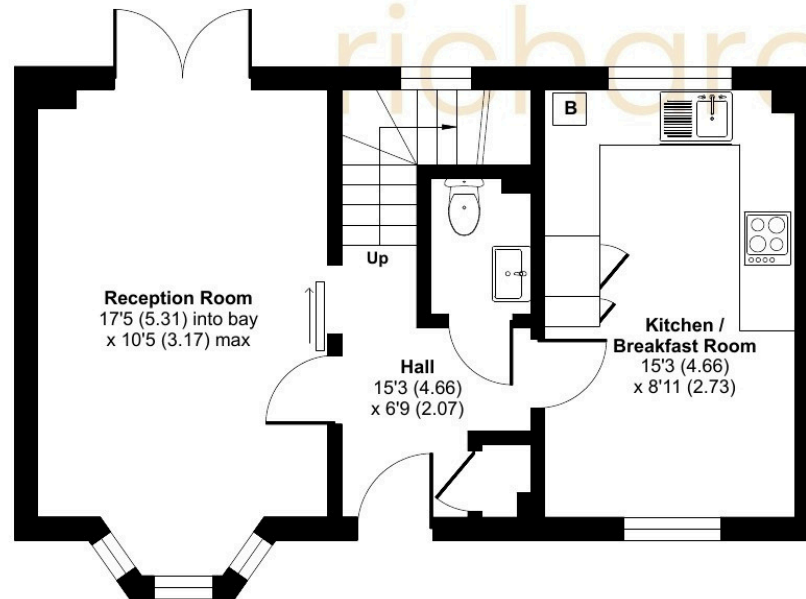 richard
B
Up
Reception Room
17'5 (5.31) into bay
x 10'5 (3.17) max
Hall
15'3 (4.66)
x 6'9 (2.07)
Kitchen /
Breakfast Room
15'3 (4.66)
x 8'11 (2.73)